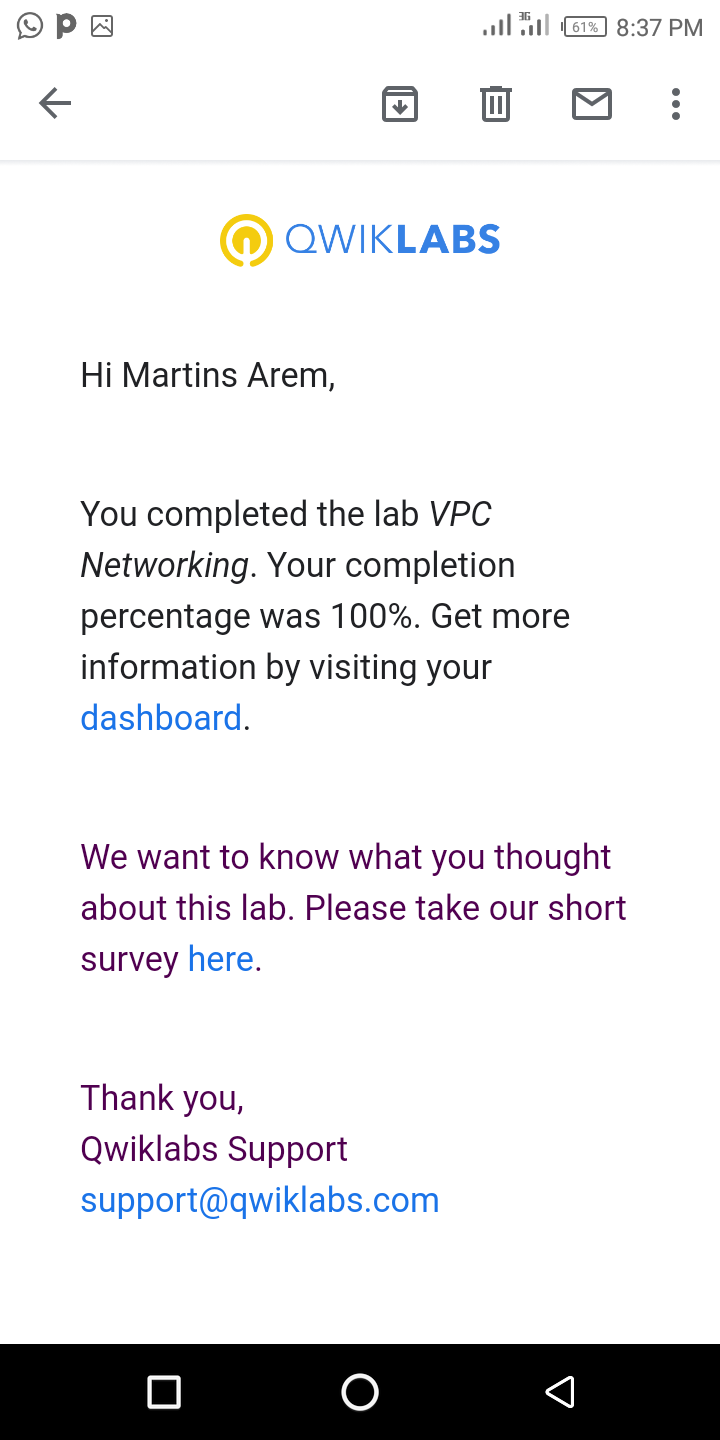 3G 61% 8:37 PM
QWIKLABS
Hi Martins Arem,
You completed the lab VPC
Networking. Your completion
percentage was 100%. Get more
information by visiting your
dashboard.
We want to know what you thought
about this lab. Please take our short
survey here.
Thank you,
Qwiklabs Support
support@qwiklabs.com